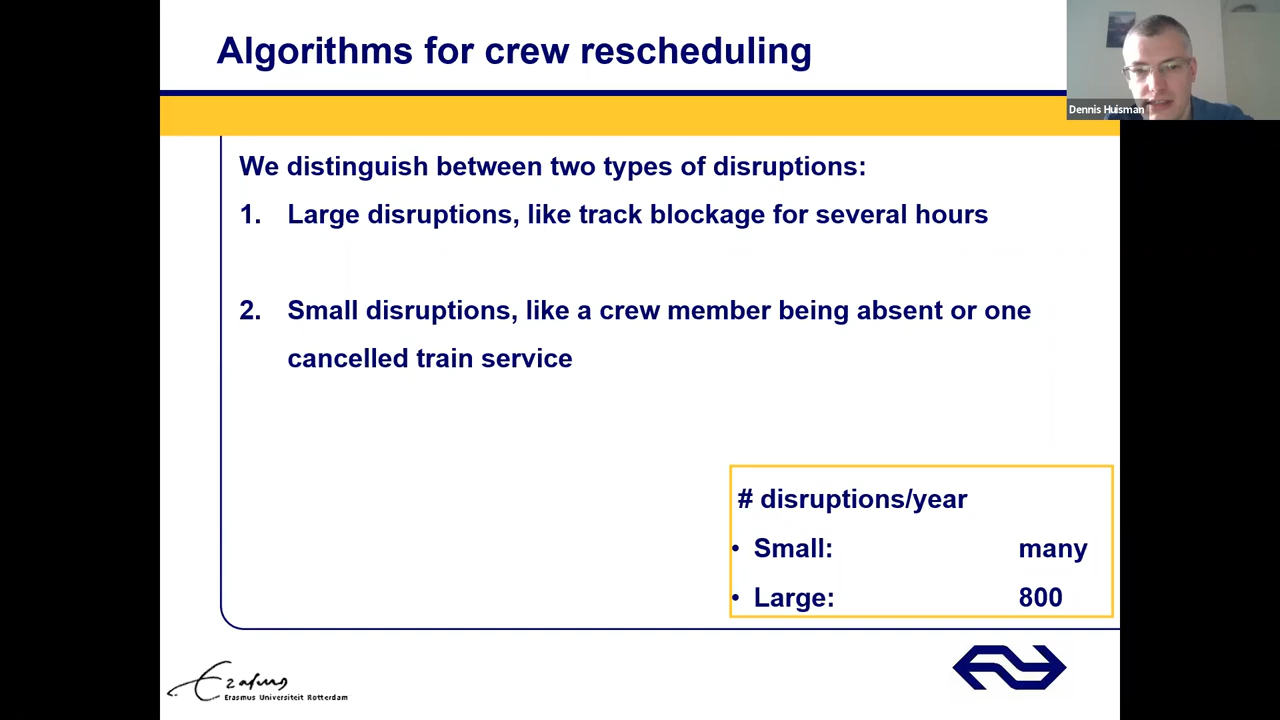 Algorithms for crew rescheduling
Dennis Huisman
We distinguish between two types of disruptions:
1. Large disruptions, like track blockage for several hours
2. Small disruptions, like a crew member being absent or one
cancelled train service
# disruptions/year
• Small: many
• Large: 800
Erasmus
Erasmus Universiteit Rotterdam